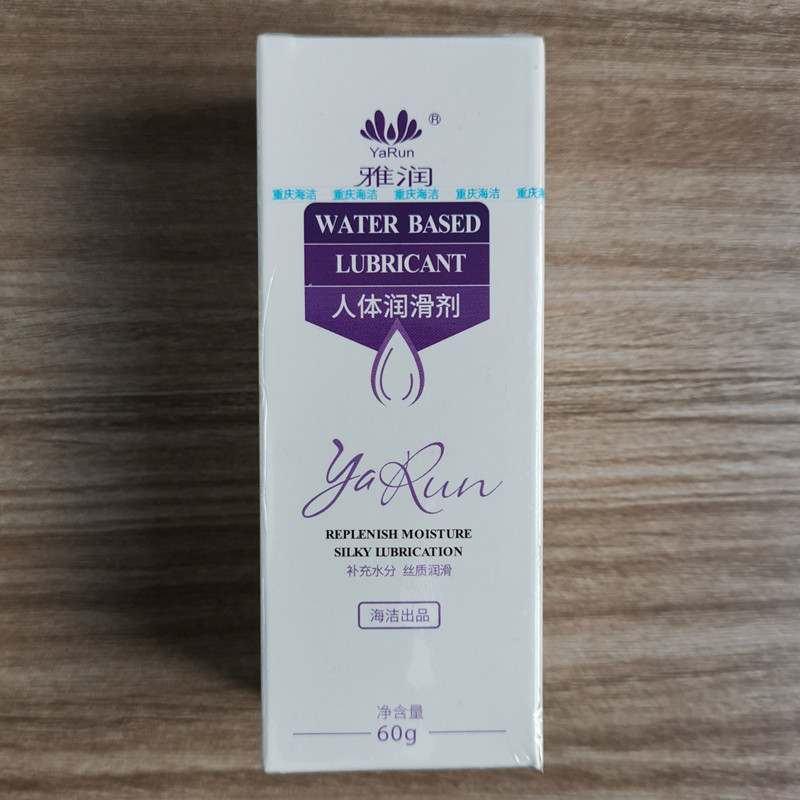 ®
YaRun
雅润
重庆海洁 重庆海洁 重庆海洁 重庆海洁 重庆海
WATER BASED
LUBRICANT
人体润滑剂
YaRun
REPLENISH MOISTURE
SILKY LUBRICATION
补充水分 丝质润滑
海洁出品
净含量
60g